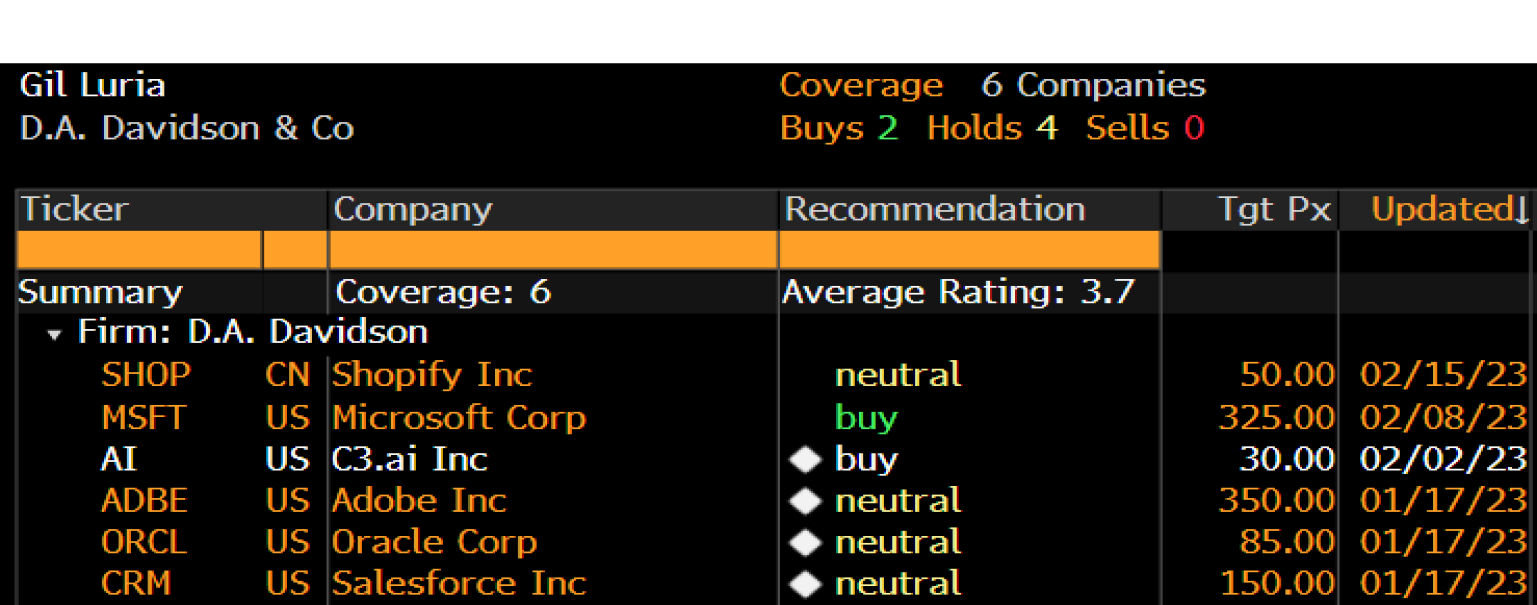 Gil Luria Coverage 6 Companies
D.A. Davidson & Co Buys 2 Holds 4 Sells 0
Ticker Company Recommendation Tgt Px Updated↓
Summary Coverage: 6 Average Rating: 3.7
▾ Firm: D.A. Davidson
SHOP CN Shopify Inc neutral 50.00 02/15/23
MSFT US Microsoft Corp buy 325.00 02/08/23
AI US C3.ai Inc ◆ buy 30.00 02/02/23
ADBE US Adobe Inc ◆ neutral 350.00 01/17/23
ORCL US Oracle Corp ◆ neutral 85.00 01/17/23
CRM US Salesforce Inc ◆ neutral 150.00 01/17/23